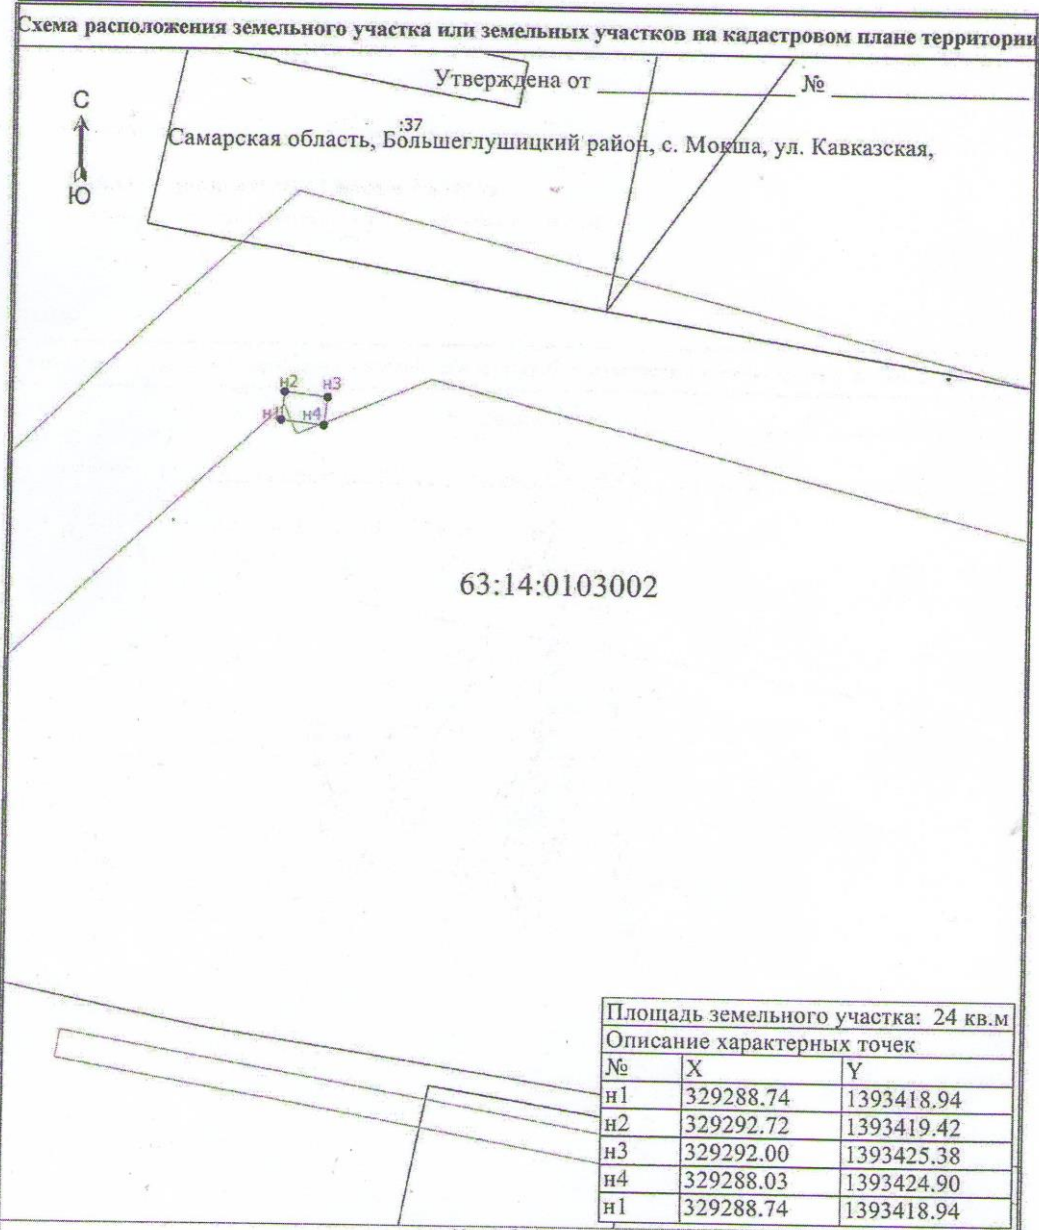 Схема расположения земельного участка или земельных участков на кадастровом плане территории
Утверждена от ____________ № ____________
С
:37
Самарская область, Большеглушицкий район, с. Мокша, ул. Кавказская,
Ю
н2 н3
н1 н4
63:14:0103002
Площадь земельного участка: 24 кв.м
Описание характерных точек
№ X Y
н1 329288.74 1393418.94
н2 329292.72 1393419.42
н3 329292.00 1393425.38
н4 329288.03 1393424.90
н1 329288.74 1393418.94